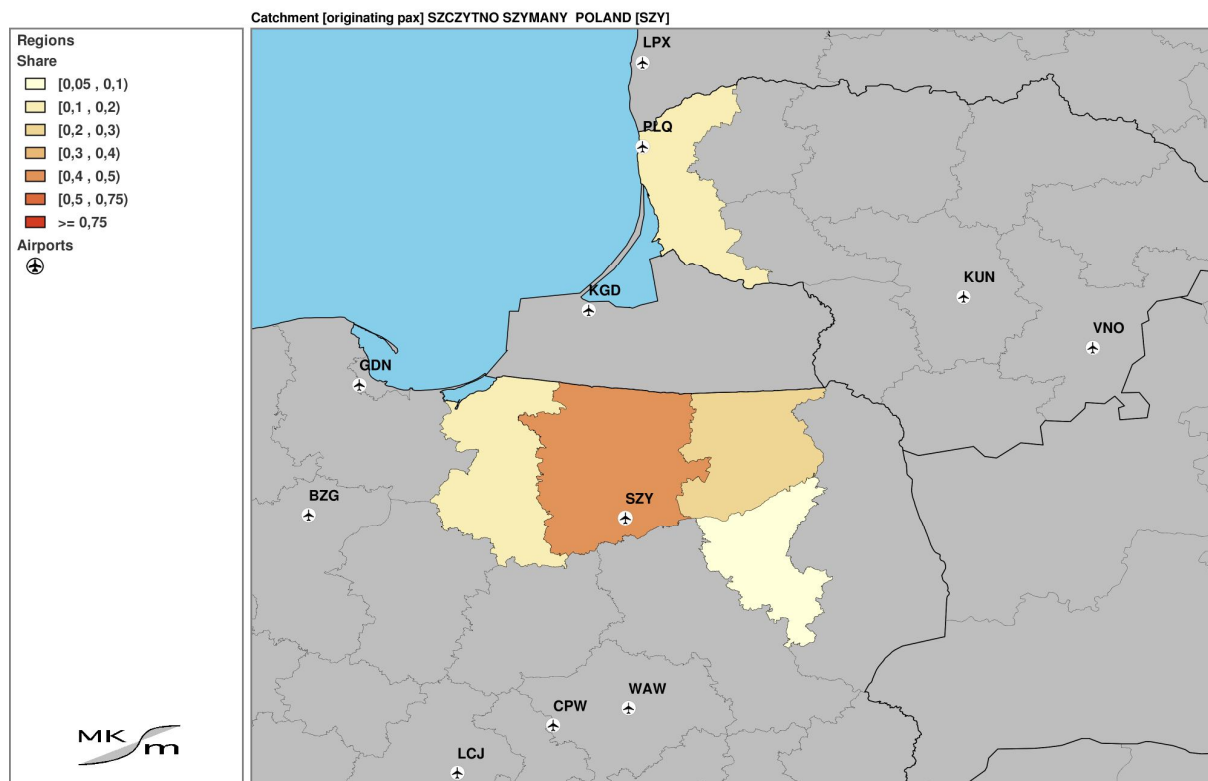 Catchment [originating pax] SZCZYTNO SZYMANY POLAND [SZY]
Regions
Share
[0,05 , 0,1)
[0,1 , 0,2)
[0,2 , 0,3)
[0,3 , 0,4)
[0,4 , 0,5)
[0,5 , 0,75)
>= 0,75
Airports
LPX
PLQ
KUN
KGD
VNO
GDN
BZG
SZY
WAW
CPW
LCJ
MK
m